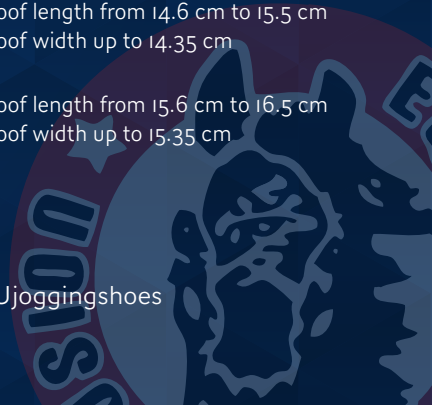 oof length from 14.6 cm to 15.5 cm
oof width up to 14.35 cm
oof length from 15.6 cm to 16.5 cm
oof width up to 15.35 cm
Ujoggingshoes